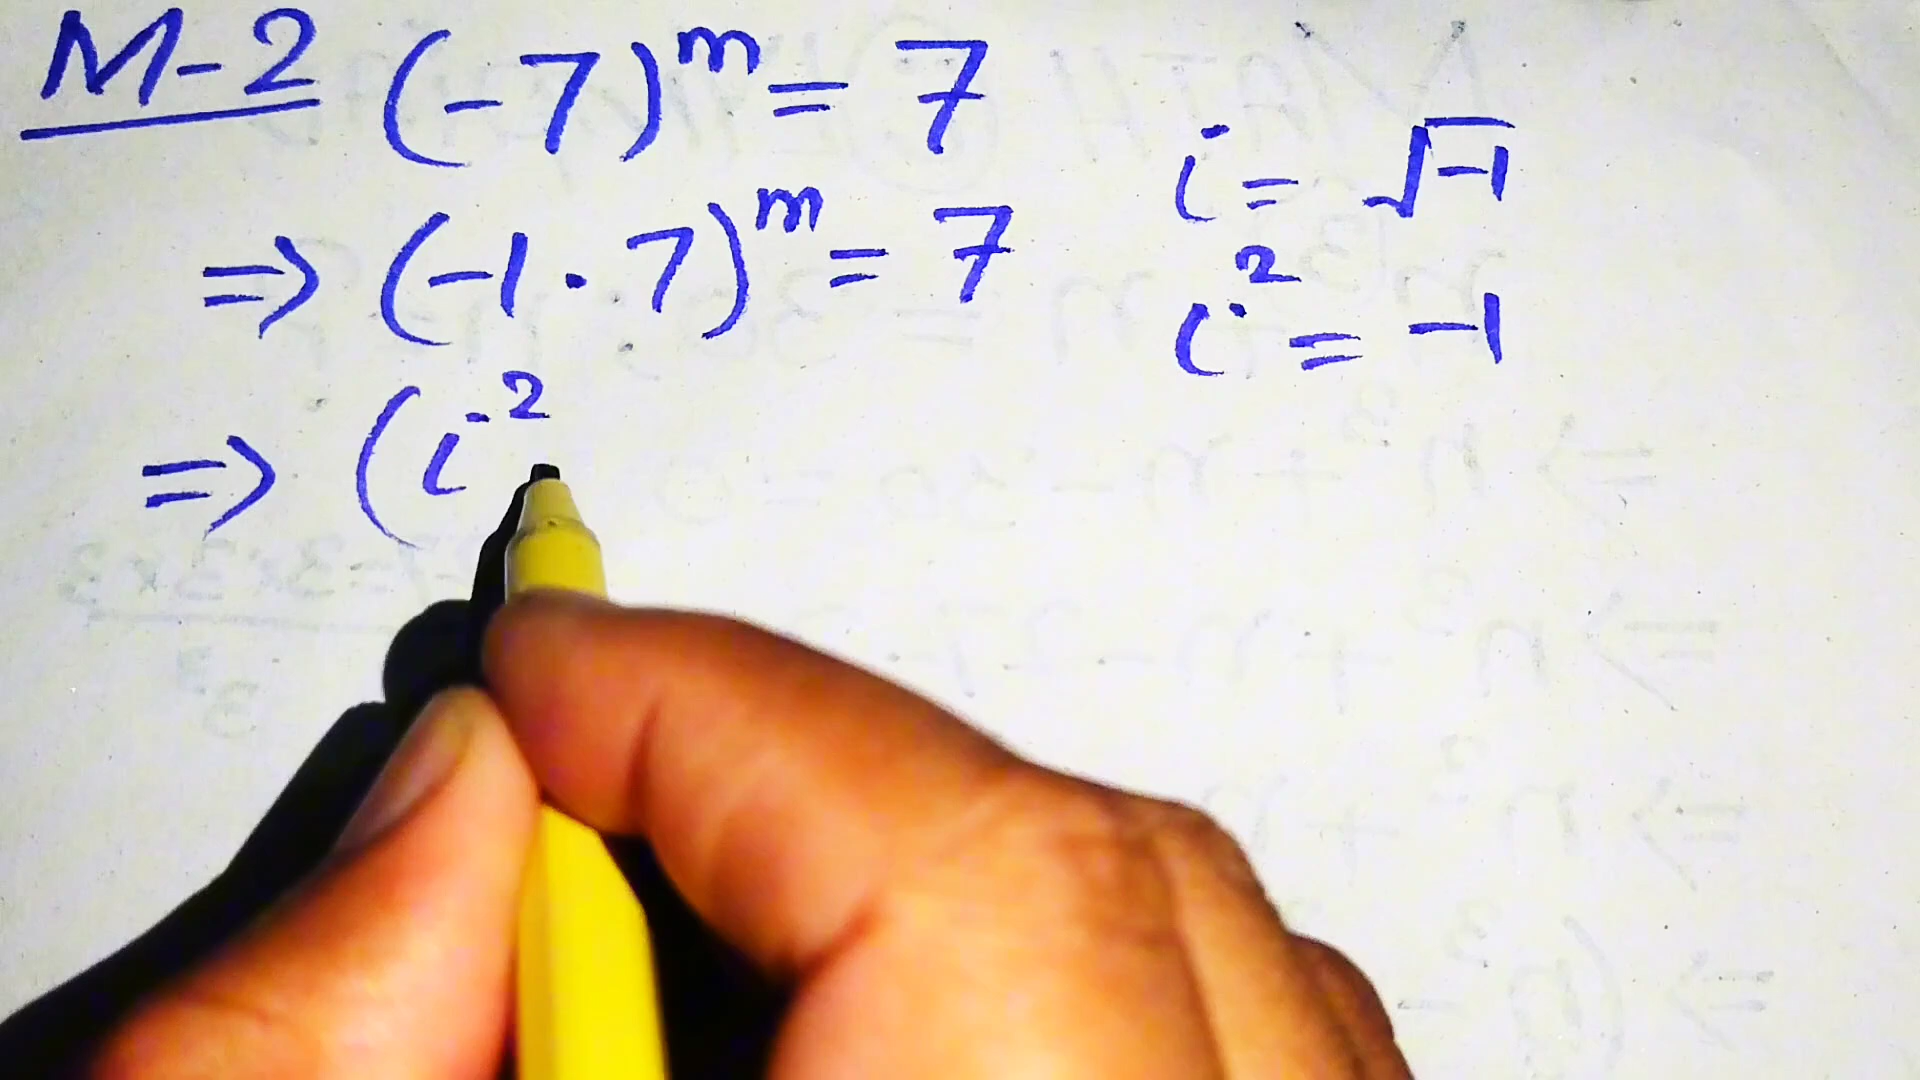 M-2 (-7)^m = 7
=> (-1·7)^m = 7
=> (i^2
i = √-1
i^2 = -1